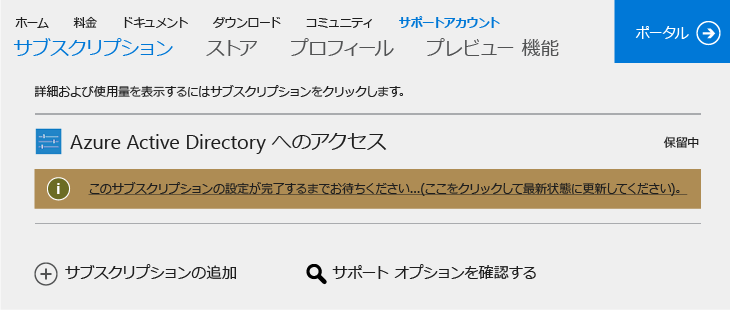 ホーム 料金 ドキュメント ダウンロード コミュニティ サポートアカウント
サブスクリプション ストア プロフィール プレビュー 機能
ポータル
詳細および使用量を表示するにはサブスクリプションをクリックします。
Azure Active Directory へのアクセス 保留中
このサブスクリプションの設定が完了するまでお待ちください...(ここをクリックして最新状態に更新してください)。
サブスクリプションの追加 サポート オプションを確認する